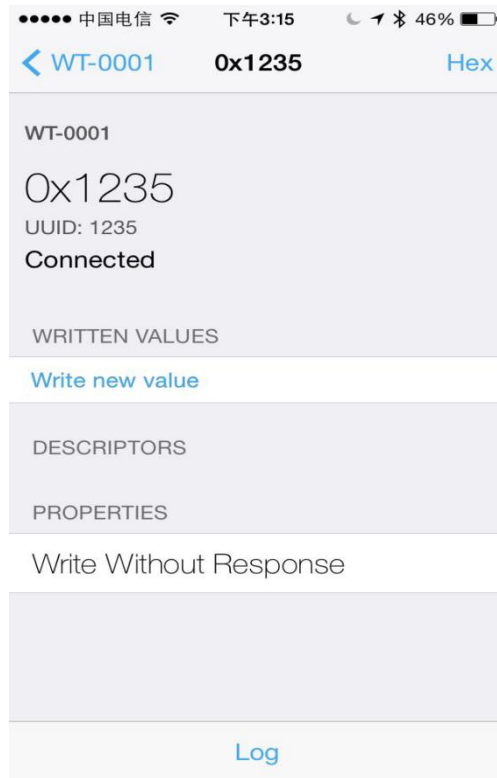 中国电信 下午3:15 46%
WT-0001 0x1235 Hex
WT-0001
0x1235
UUID: 1235
Connected
WRITTEN VALUES
Write new value
DESCRIPTORS
PROPERTIES
Write Without Response
Log